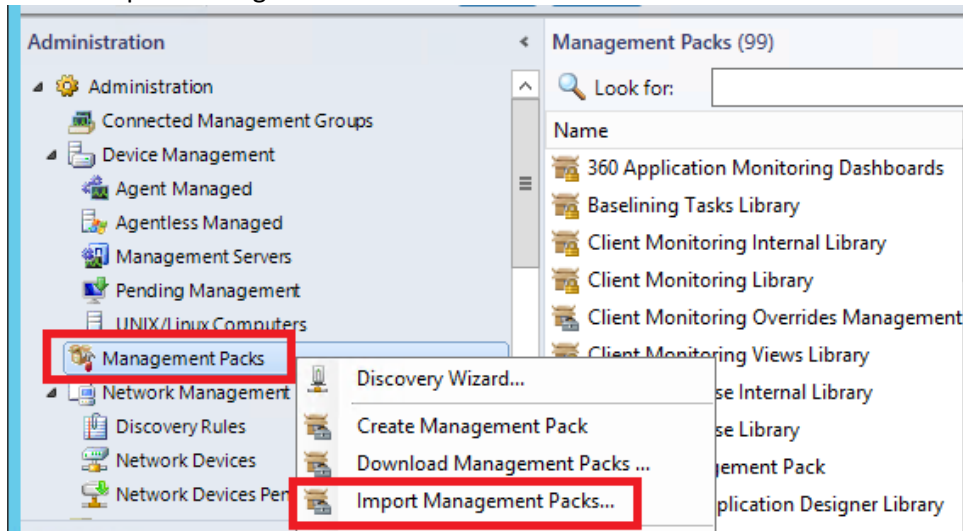 Administration
Administration
Connected Management Groups
Device Management
Agent Managed
Agentless Managed
Management Servers
Pending Management
UNIX/Linux Computers
Management Packs
Network Management
Discovery Rules
Network Devices
Network Devices Pen
Discovery Wizard...
Create Management Pack
Download Management Packs ...
Import Management Packs...
Management Packs (99)
Look for:
Name
360 Application Monitoring Dashboards
Baselining Tasks Library
Client Monitoring Internal Library
Client Monitoring Library
Client Monitoring Overrides Management
Client Monitoring Views Library
se Internal Library
se Library
ement Pack
plication Designer Library